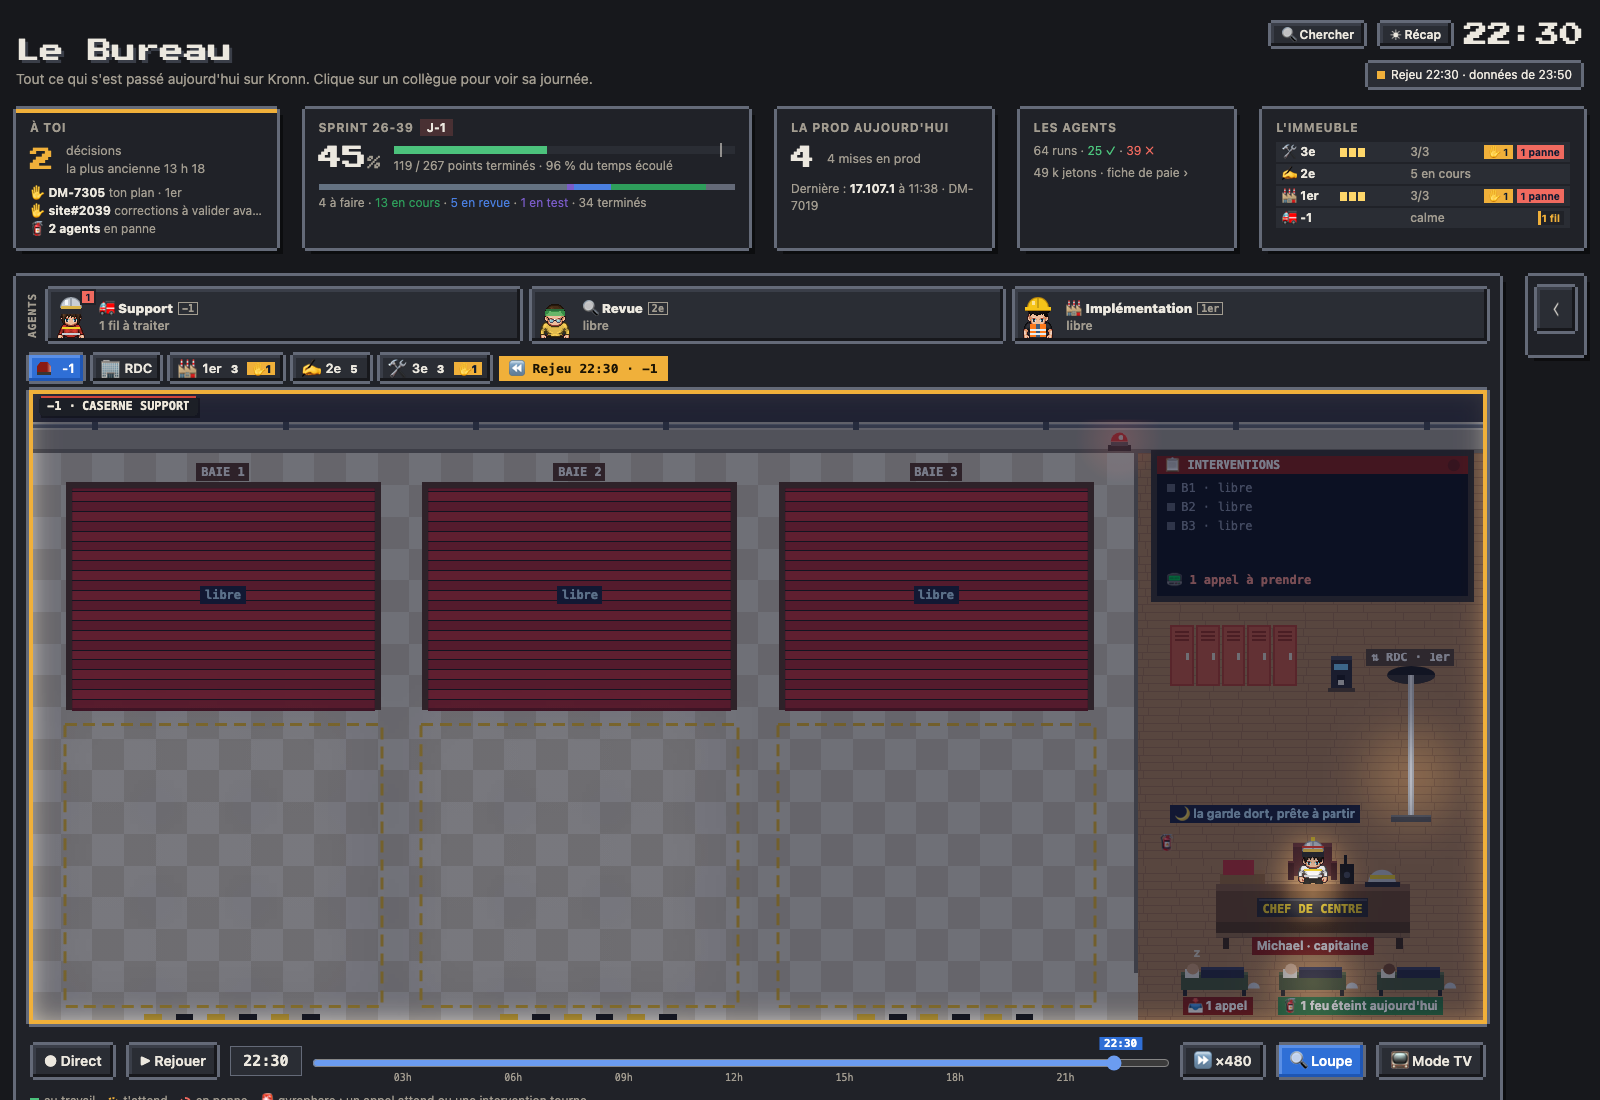 Le Bureau
Tout ce qui s'est passé aujourd'hui sur Kronn. Clique sur un collègue pour voir sa journée.
Chercher
Récap
22:30
Rejeu 22:30 · données de 23:50
À TOI
2
décisions
la plus ancienne 13 h 18
DM-7305 ton plan · 1er
site#2039 corrections à valider ava...
2 agents en panne
SPRINT 26-39 J-1
45%
119 / 267 points terminés · 96 % du temps écoulé
4 à faire · 13 en cours · 5 en revue · 1 en test · 34 terminés
LA PROD AUJOURD'HUI
4 4 mises en prod
Dernière : 17.107.1 à 11:38 · DM-
7019
LES AGENTS
64 runs · 25 ✓ · 39 ✕
49 k jetons · fiche de paie ›
L'IMMEUBLE
3e 3/3 1 1 panne
2e 5 en cours
1er 3/3 1 1 panne
-1 calme 1 fil
AGENTS
1
Support -1
1 fil à traiter
Revue 2e
libre
Implémentation 1er
libre
-1
RDC
1er 3 1
2e 5
3e 3 1
Rejeu 22:30 · -1
-1 · CASERNE SUPPORT
BAIE 1
BAIE 2
BAIE 3
libre
libre
libre
INTERVENTIONS
B1 · libre
B2 · libre
B3 · libre
1 appel à prendre
⇅ RDC · 1er
la garde dort, prête à partir
CHEF DE CENTRE
Michael · capitaine
z
1 appel
1 feu éteint aujourd'hui
Direct
Rejouer
22:30
22:30
03h
06h
09h
12h
15h
18h
21h
×480
Loupe
Mode TV